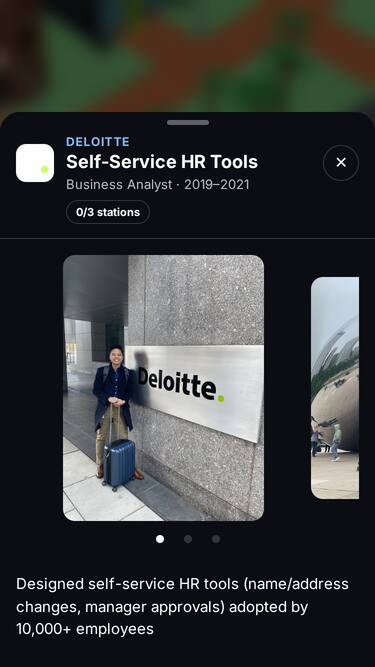 DELOITTE
Self-Service HR Tools
Business Analyst · 2019–2021
0/3 stations
Deloitte.
Designed self-service HR tools (name/address
changes, manager approvals) adopted by
10,000+ employees